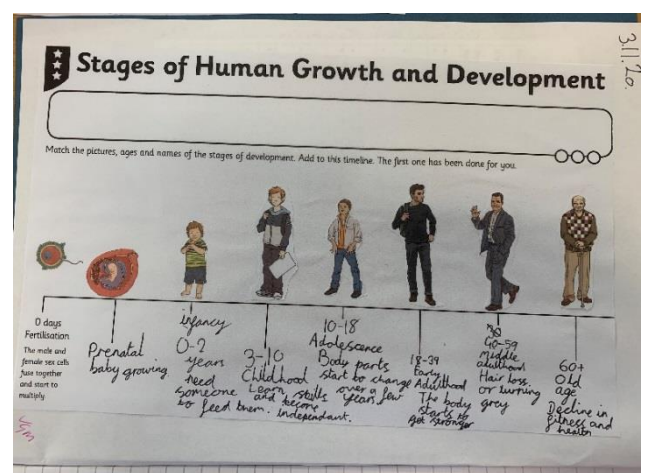 3.11.20.
Stages of Human Growth and Development
Match the pictures, ages and names of the stages of development. Add to this timeline. The first one has been done for you.
0 days
Fertilisation
The male and
female sex cells
fuse together
and start to
multiply
Prenatal
baby growing
infancy
0-2
years
need
someone
to feed them.
3-10
Childhood
Learn skills
and become
independant.
10-18
Adolescence
Body parts
start to change
over a few
years
18-39
Early
Adulthood
The body
starts to
get stronger
40-59
Middle
adulthood
Hair loss
or turning
grey
60+
Old
age
Decline in
fitness and
health